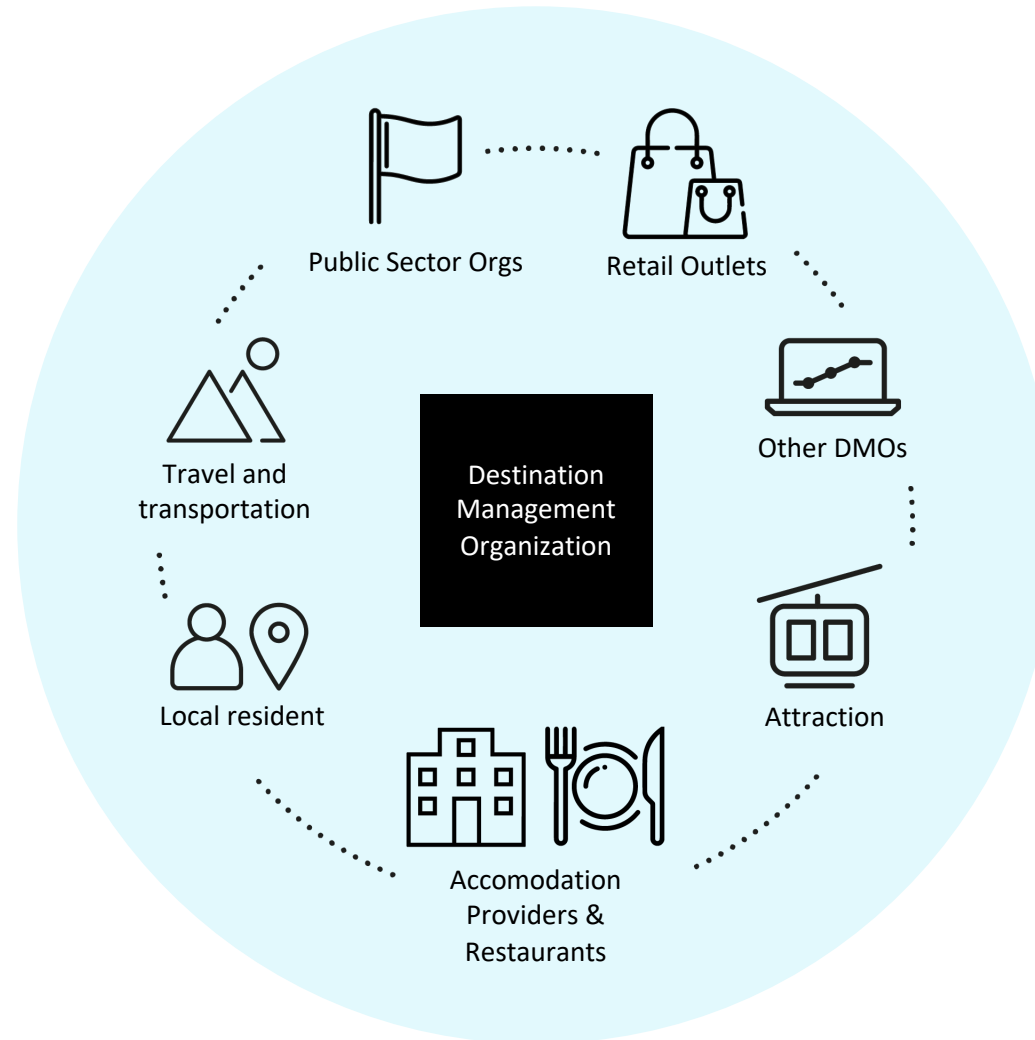 Public Sector Orgs
Retail Outlets
Travel and
transportation
Destination
Management
Organization
Other DMOs
Local resident
Attraction
Accomodation
Providers &
Restaurants